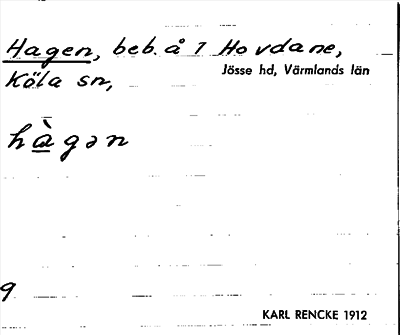 Hagen, beb. å 1 Hovdane,
Köla sn,
Jösse hd, Värmlands län
hàgən
9
KARL RENCKE 1912